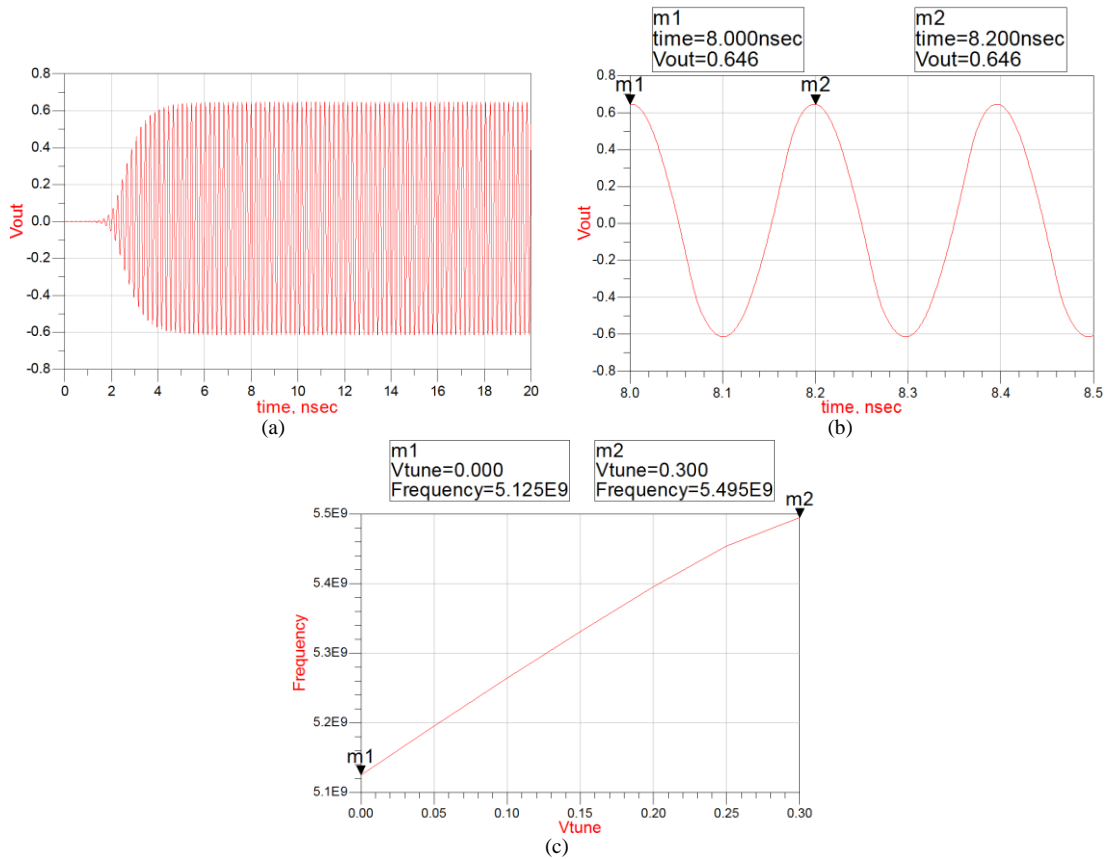 m1
time=8.000nsec
Vout=0.646
m2
time=8.200nsec
Vout=0.646
0.8
0.6
0.4
0.2
0.0
-0.2
-0.4
-0.6
-0.8
Vout
0 2 4 6 8 10 12 14 16 18 20
time, nsec
(a)
m1
m2
0.8
0.6
0.4
0.2
0.0
-0.2
-0.4
-0.6
-0.8
Vout
8.0 8.1 8.2 8.3 8.4 8.5
time, nsec
(b)
m1
Vtune=0.000
Frequency=5.125E9
m2
Vtune=0.300
Frequency=5.495E9
m2
5.5E9
5.4E9
5.3E9
5.2E9
5.1E9
Frequency
m1
0.00 0.05 0.10 0.15 0.20 0.25 0.30
Vtune
(c)